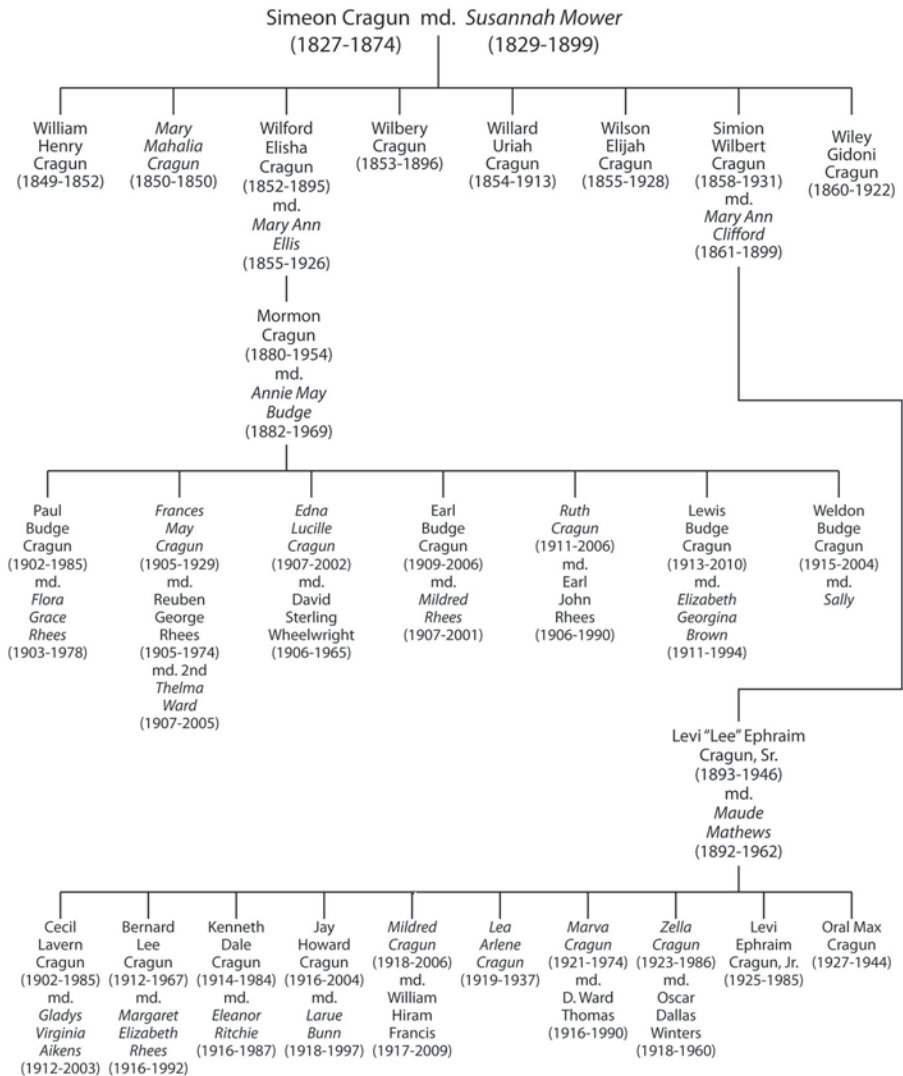 Simeon Cragun md. Susannah Mower
(1827-1874) (1829-1899)
William
Henry
Cragun
(1849-1852)
Mary
Mahalia
Cragun
(1850-1850)
Wilford
Elisha
Cragun
(1852-1895)
md.
Mary Ann
Ellis
(1855-1926)
Wilbery
Cragun
(1853-1896)
Willard
Uriah
Cragun
(1854-1913)
Wilson
Elijah
Cragun
(1855-1928)
Simion
Wilbert
Cragun
(1858-1931)
md.
Mary Ann
Clifford
(1861-1899)
Wiley
Gidoni
Cragun
(1860-1922)
Mormon
Cragun
(1880-1954)
md.
Annie May
Budge
(1882-1969)
Paul
Budge
Cragun
(1902-1985)
md.
Flora
Grace
Rhees
(1903-1978)
Frances
May
Cragun
(1905-1929)
md.
Reuben
George
Rhees
(1905-1974)
md. 2nd
Thelma
Ward
(1907-2005)
Edna
Lucille
Cragun
(1907-2002)
md.
David
Sterling
Wheelwright
(1906-1965)
Earl
Budge
Cragun
(1909-2006)
md.
Mildred
Rhees
(1907-2001)
Ruth
Cragun
(1911-2006)
md.
Earl
John
Rhees
(1906-1990)
Lewis
Budge
Cragun
(1913-2010)
md.
Elizabeth
Georgina
Brown
(1911-1994)
Weldon
Budge
Cragun
(1915-2004)
md.
Sally
Levi "Lee" Ephraim
Cragun, Sr.
(1893-1946)
md.
Maude
Mathews
(1892-1962)
Cecil
Lavern
Cragun
(1902-1985)
md.
Gladys
Virginia
Aikens
(1912-2003)
Bernard
Lee
Cragun
(1912-1967)
md.
Margaret
Elizabeth
Rhees
(1916-1992)
Kenneth
Dale
Cragun
(1914-1984)
md.
Eleanor
Ritchie
(1916-1987)
Jay
Howard
Cragun
(1916-2004)
md.
Larue
Bunn
(1918-1997)
Mildred
Cragun
(1918-2006)
md.
William
Hiram
Francis
(1917-2009)
Lea
Arlene
Cragun
(1919-1937)
Marva
Cragun
(1921-1974)
md.
D. Ward
Thomas
(1916-1990)
Zella
Cragun
(1923-1986)
md.
Oscar
Dallas
Winters
(1918-1960)
Levi
Ephraim
Cragun, Jr.
(1925-1985)
Oral Max
Cragun
(1927-1944)